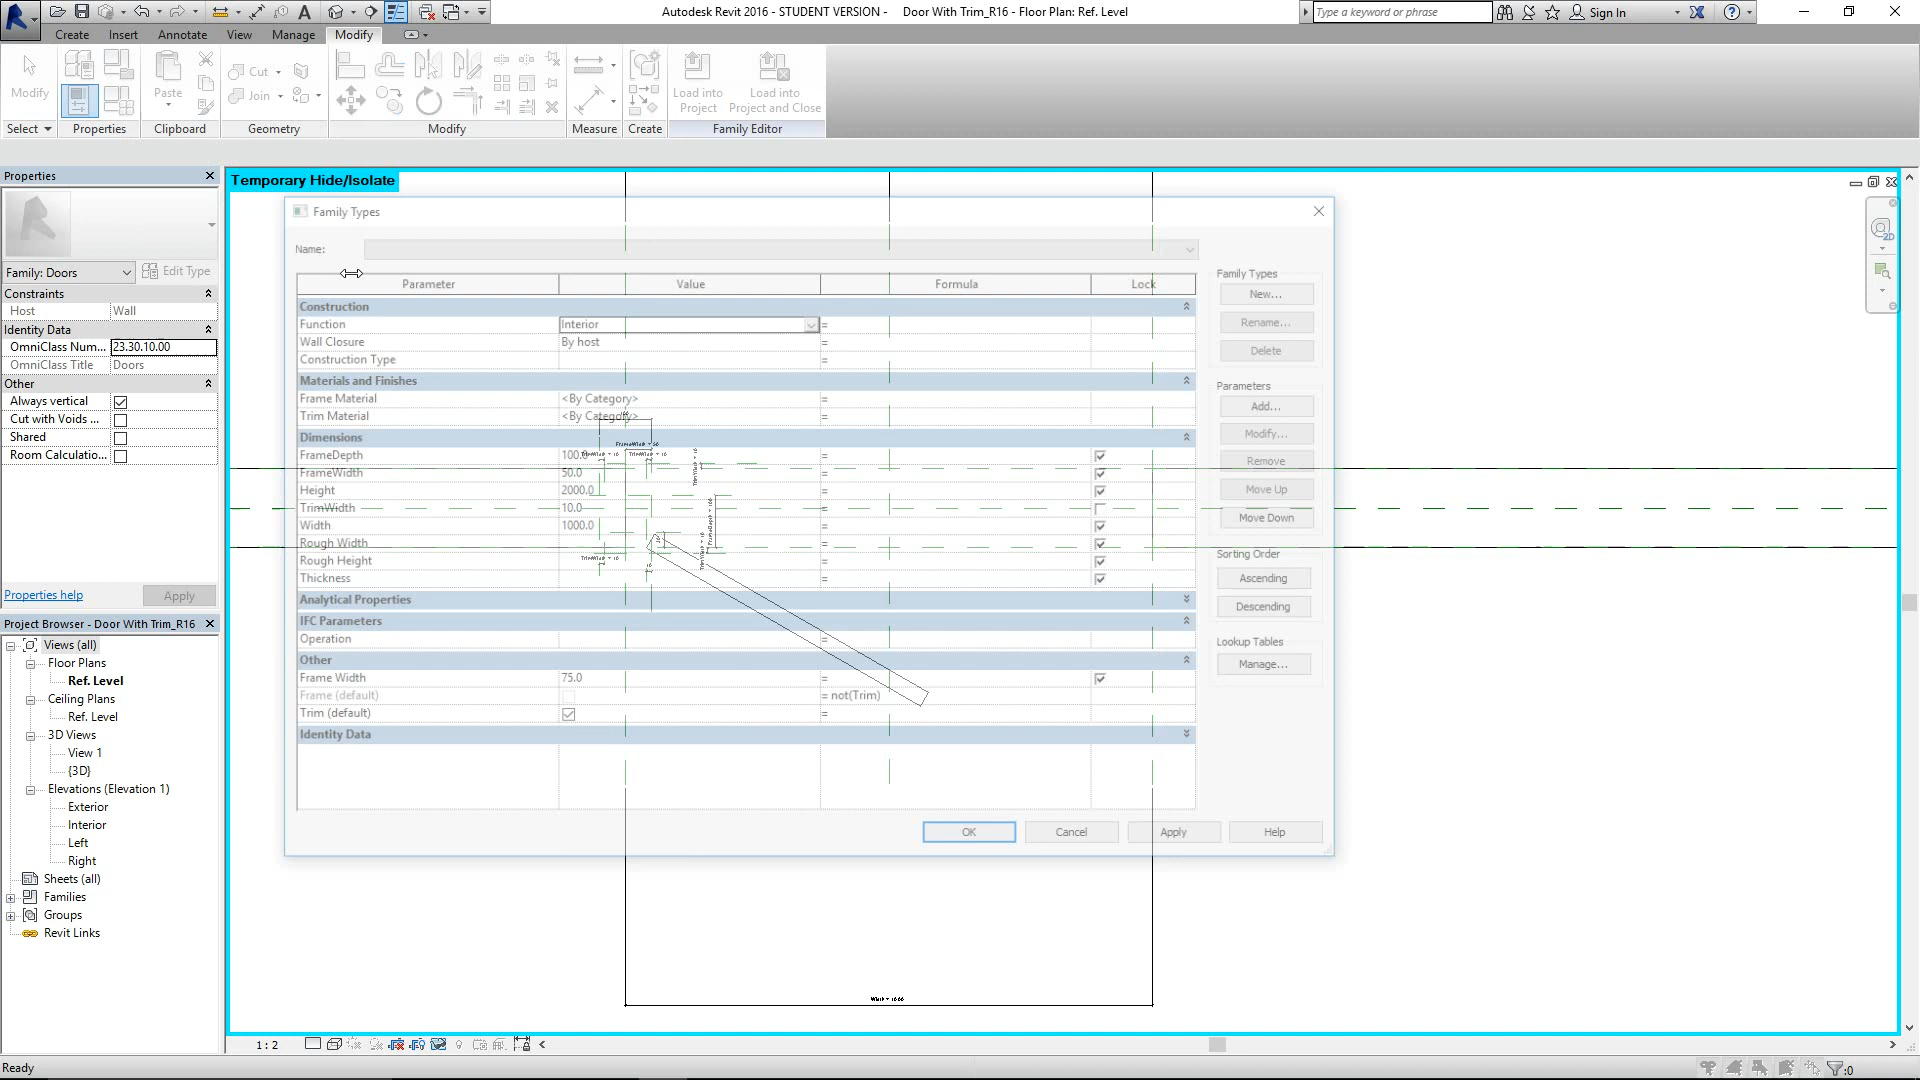 Autodesk Revit 2016 - STUDENT VERSION - Door With Trim_R16 - Floor Plan: Ref. Level
Type a keyword or phrase
Sign In
Create Insert Annotate View Manage Modify
Modify
Paste
Cut
Join
Load into Project
Load into Project and Close
Select Properties Clipboard Geometry Modify Measure Create Family Editor
Properties
Family: Doors
Edit Type
Constraints
Host Wall
Identity Data
OmniClass Num... 23.30.10.00
OmniClass Title Doors
Other
Always vertical
Cut with Voids ...
Shared
Room Calculatio...
Properties help Apply
Project Browser - Door With Trim_R16
Views (all)
Floor Plans
Ref. Level
Ceiling Plans
Ref. Level
3D Views
View 1
{3D}
Elevations (Elevation 1)
Exterior
Interior
Left
Right
Sheets (all)
Families
Groups
Revit Links
Temporary Hide/Isolate
Family Types
Name:
Parameter Value Formula Lock
Construction
Function Interior =
Wall Closure By host =
Construction Type =
Materials and Finishes
Frame Material <By Category> =
Trim Material <By Category> =
Dimensions
FrameDepth 100.0 =
FrameWidth 50.0 =
Height 2000.0 =
TrimWidth 10.0 =
Width 1000.0 =
Rough Width =
Rough Height =
Thickness =
Analytical Properties
IFC Parameters
Operation =
Other
Frame Width 75.0 =
Frame (default) = not(Trim)
Trim (default) =
Identity Data
Family Types
New...
Rename...
Delete
Parameters
Add...
Modify...
Remove
Move Up
Move Down
Sorting Order
Ascending
Descending
Lookup Tables
Manage...
OK Cancel Apply Help
1 : 2
Ready
:0